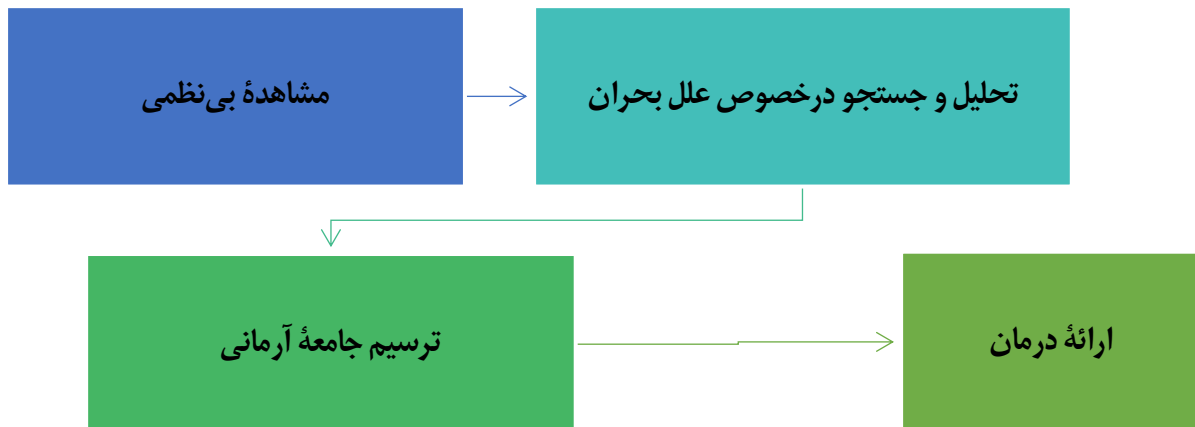 مشاهدهٔ بی‌نظمی
تحلیل و جستجو درخصوص علل بحران
ترسیم جامعهٔ آرمانی
ارائهٔ درمان